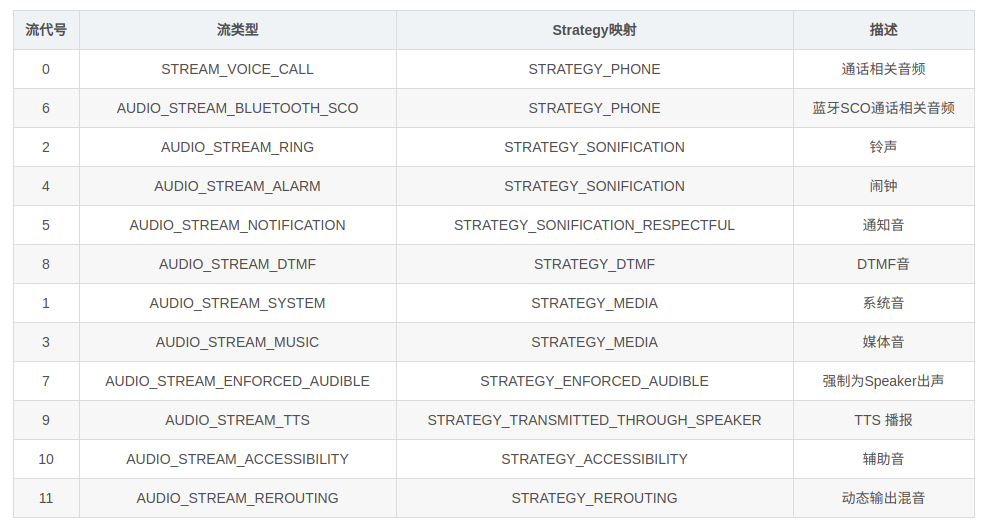 流代号 流类型 Strategy映射 描述
0 STREAM_VOICE_CALL STRATEGY_PHONE 通话相关音频
6 AUDIO_STREAM_BLUETOOTH_SCO STRATEGY_PHONE 蓝牙SCO通话相关音频
2 AUDIO_STREAM_RING STRATEGY_SONIFICATION 铃声
4 AUDIO_STREAM_ALARM STRATEGY_SONIFICATION 闹钟
5 AUDIO_STREAM_NOTIFICATION STRATEGY_SONIFICATION_RESPECTFUL 通知音
8 AUDIO_STREAM_DTMF STRATEGY_DTMF DTMF音
1 AUDIO_STREAM_SYSTEM STRATEGY_MEDIA 系统音
3 AUDIO_STREAM_MUSIC STRATEGY_MEDIA 媒体音
7 AUDIO_STREAM_ENFORCED_AUDIBLE STRATEGY_ENFORCED_AUDIBLE 强制为Speaker出声
9 AUDIO_STREAM_TTS STRATEGY_TRANSMITTED_THROUGH_SPEAKER TTS 播报
10 AUDIO_STREAM_ACCESSIBILITY STRATEGY_ACCESSIBILITY 辅助音
11 AUDIO_STREAM_REROUTING STRATEGY_REROUTING 动态输出混音